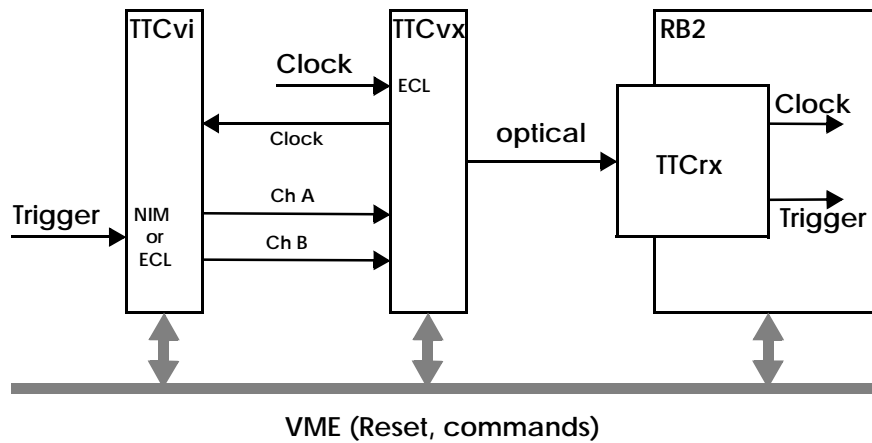 TTCvi
TTCvx
RB2
Clock
ECL
Clock
Clock
optical
TTCrx
Ch A
Trigger
NIM
or
ECL
Ch B
Trigger
VME (Reset, commands)